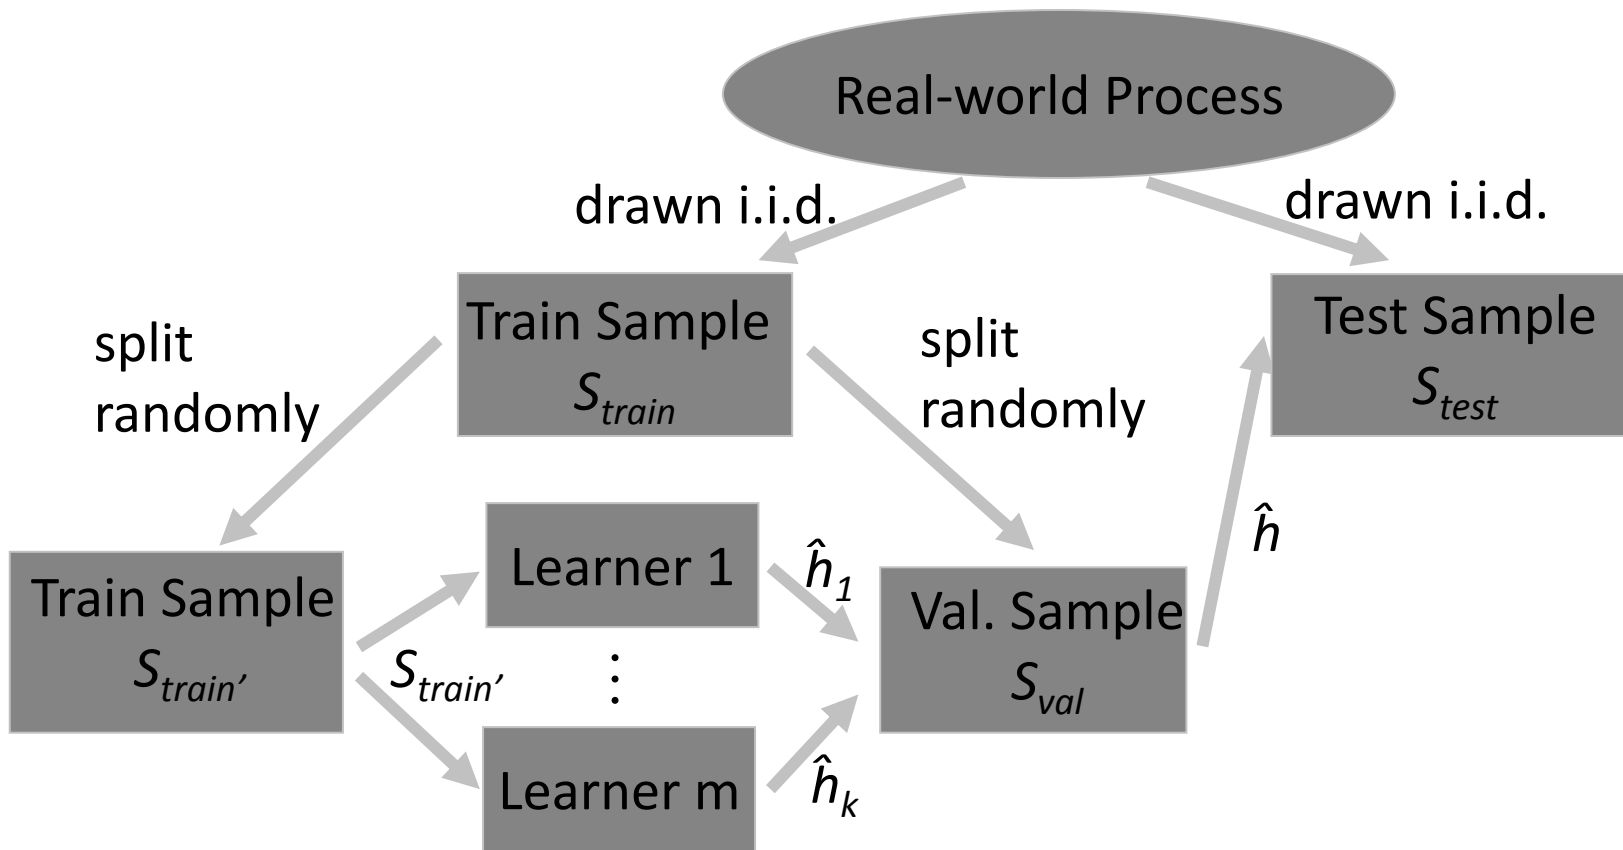 Real-world Process
drawn i.i.d.
drawn i.i.d.
Train Sample
S_train
Test Sample
S_test
split
randomly
split
randomly
Train Sample
S_train’
S_train’
Learner 1
⋮
Learner m
ĥ_1
ĥ_k
Val. Sample
S_val
ĥ